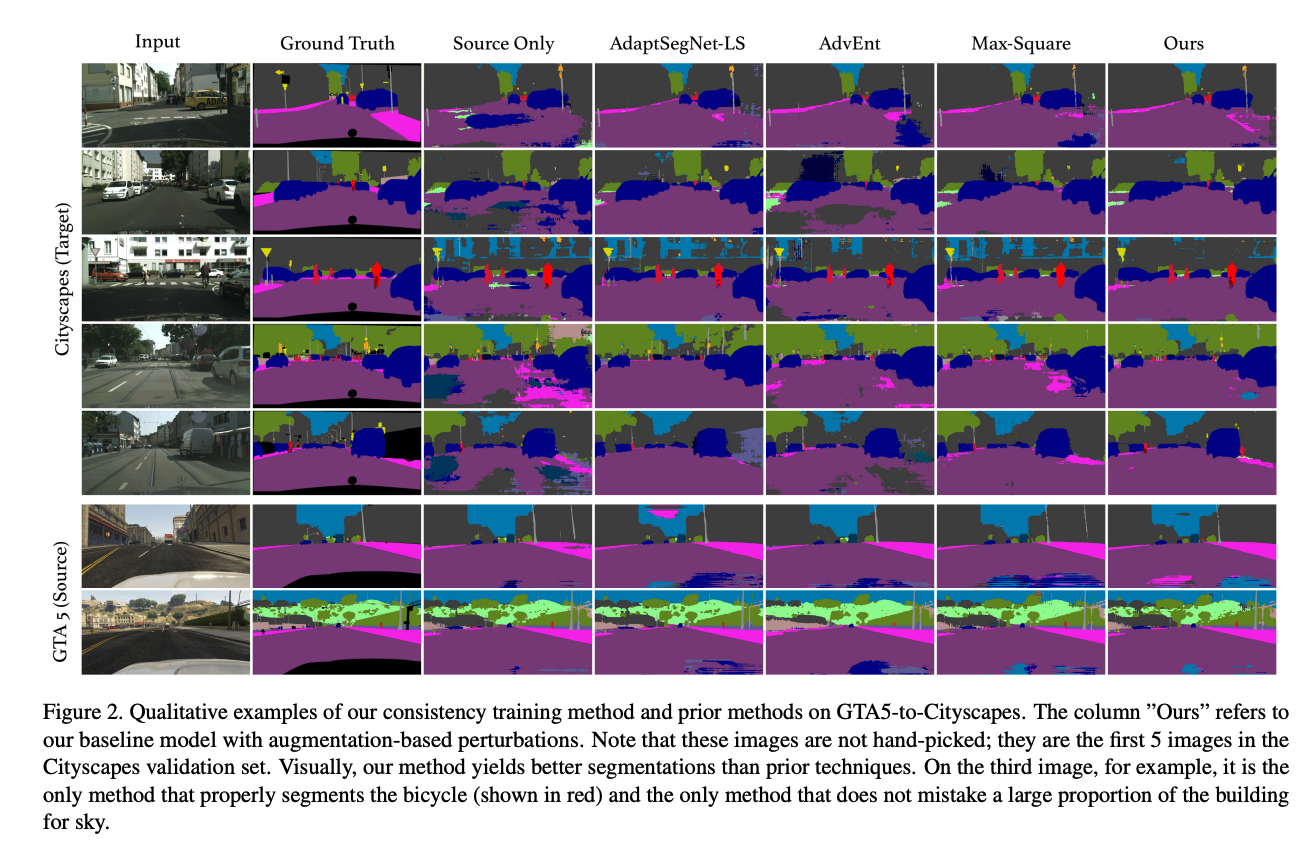 Input Ground Truth Source Only AdaptSegNet-LS AdvEnt Max-Square Ours
Cityscapes (Target)
GTA 5 (Source)
Figure 2. Qualitative examples of our consistency training method and prior methods on GTA5-to-Cityscapes. The column ”Ours” refers to
our baseline model with augmentation-based perturbations. Note that these images are not hand-picked; they are the first 5 images in the
Cityscapes validation set. Visually, our method yields better segmentations than prior techniques. On the third image, for example, it is the
only method that properly segments the bicycle (shown in red) and the only method that does not mistake a large proportion of the building
for sky.